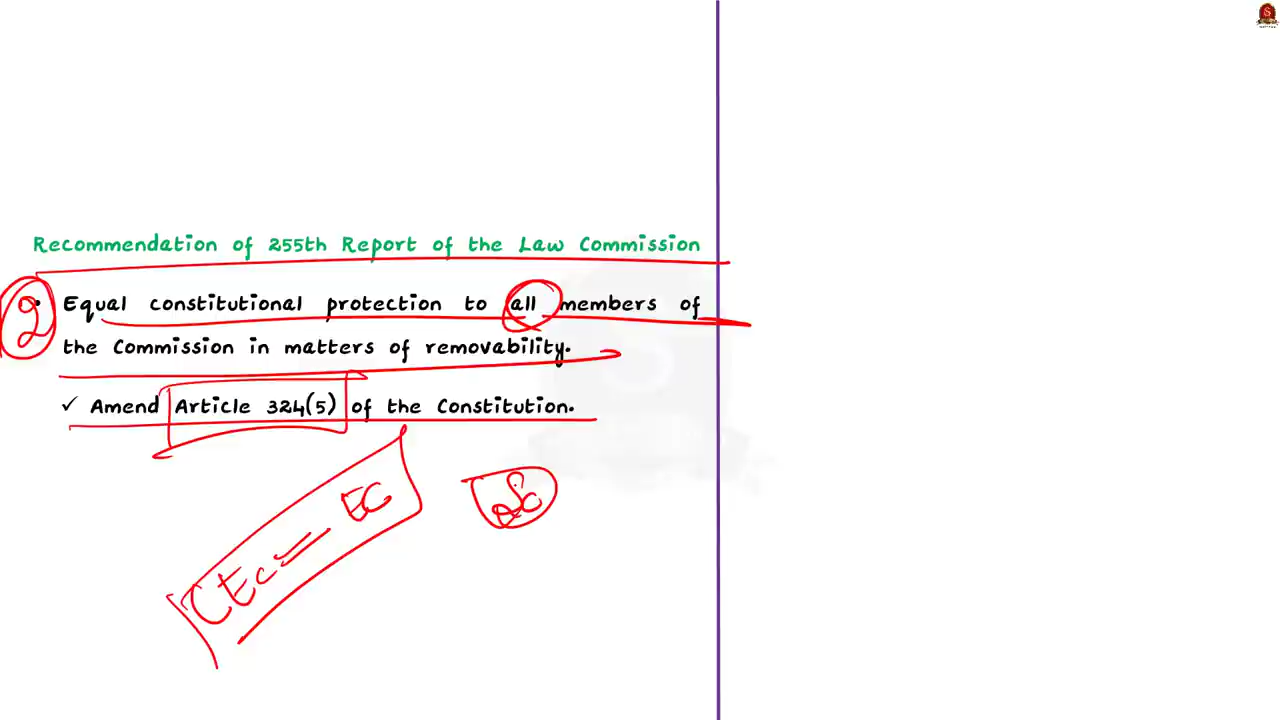 Recommendation of 255th Report of the Law Commission
2
• Equal constitutional protection to all members of
the Commission in matters of removability.
✓ Amend Article 324(5) of the Constitution.
CEC = EC
SC